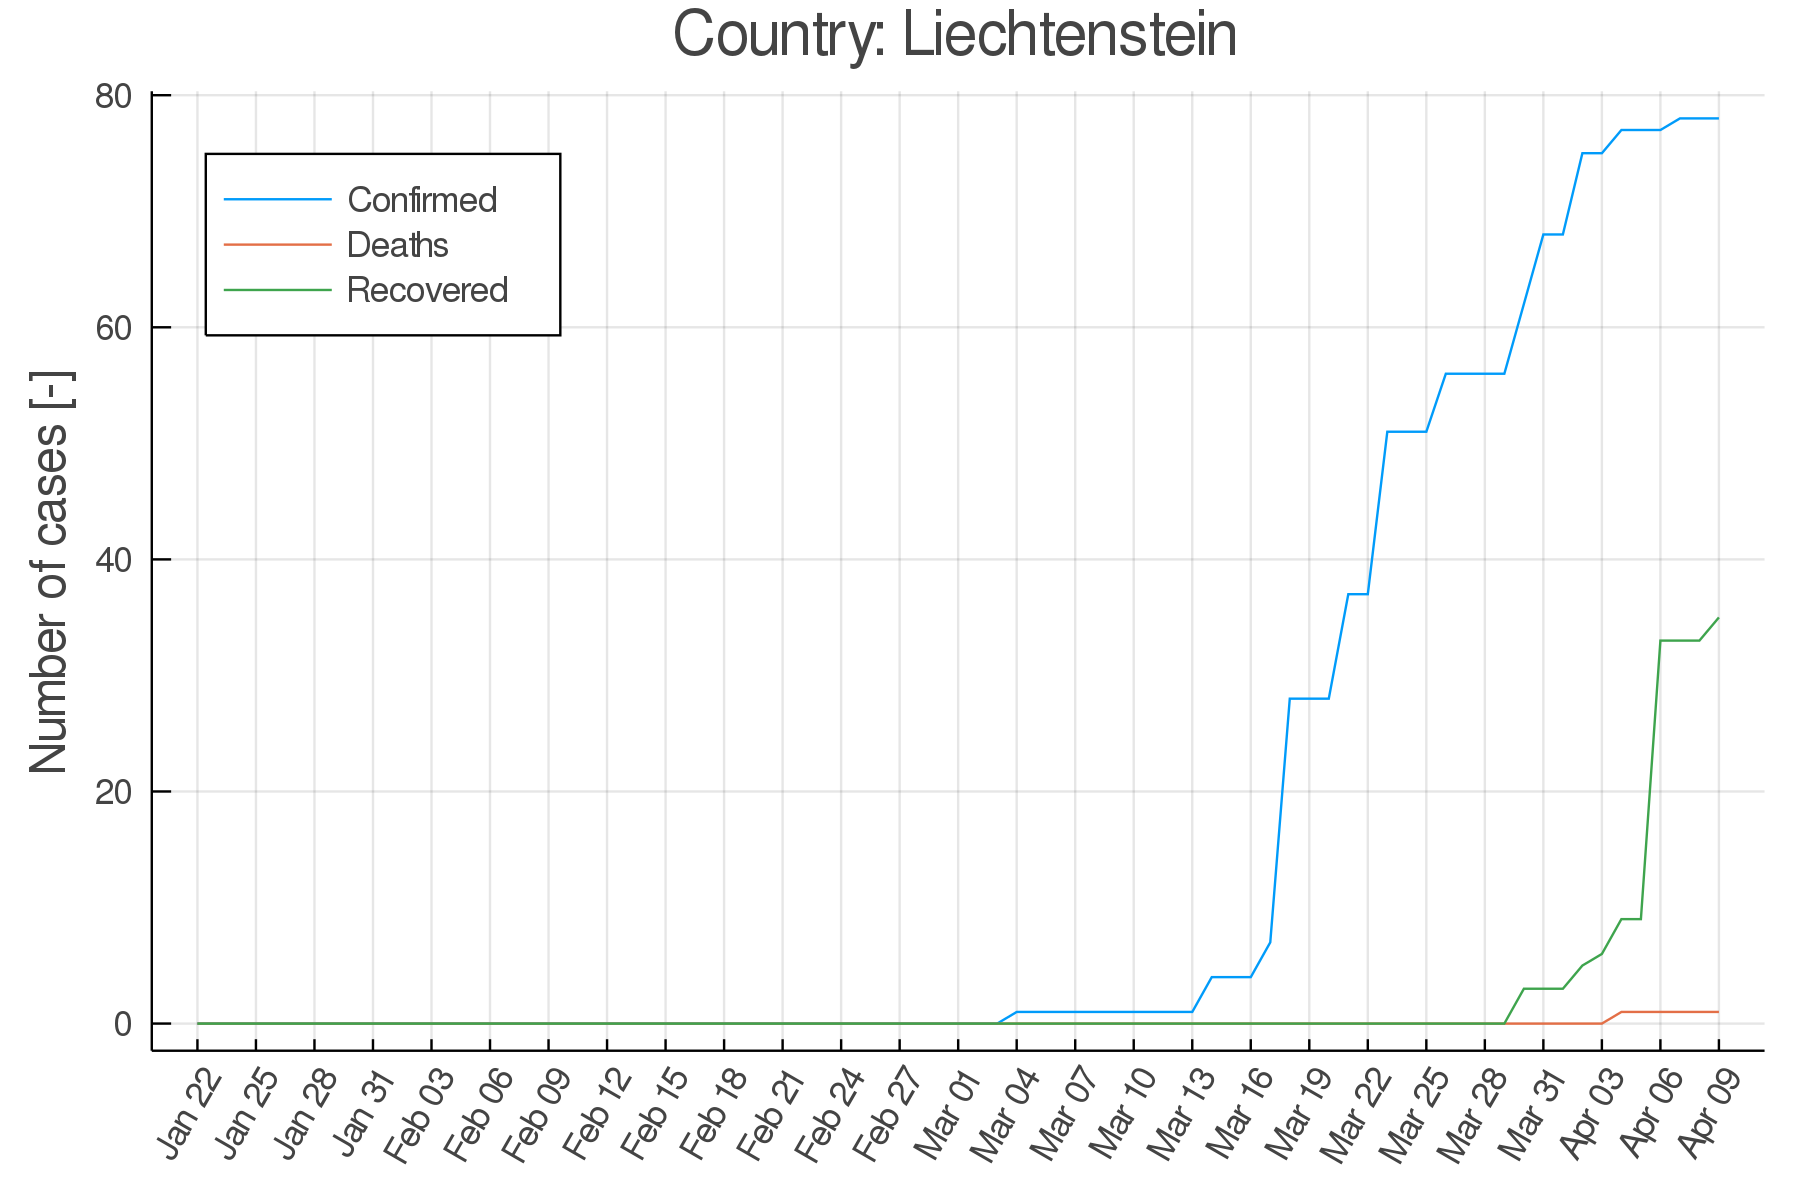 Country: Liechtenstein
Number of cases [-]
80
60
40
20
0
Confirmed
Deaths
Recovered
Jan 22
Jan 25
Jan 28
Jan 31
Feb 03
Feb 06
Feb 09
Feb 12
Feb 15
Feb 18
Feb 21
Feb 24
Feb 27
Mar 01
Mar 04
Mar 07
Mar 10
Mar 13
Mar 16
Mar 19
Mar 22
Mar 25
Mar 28
Mar 31
Apr 03
Apr 06
Apr 09